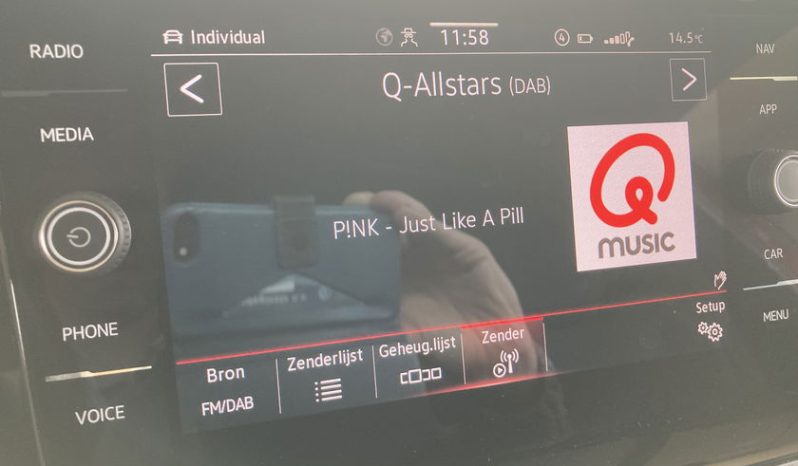 RADIO
MEDIA
PHONE
VOICE
Individual
11:58
4
14.5°C
Q-Allstars (DAB)
P!NK - Just Like A Pill
Q
MUSIC
Bron
FM/DAB
Zenderlijst
Geheug.lijst
Zender
Setup
NAV
APP
CAR
MENU